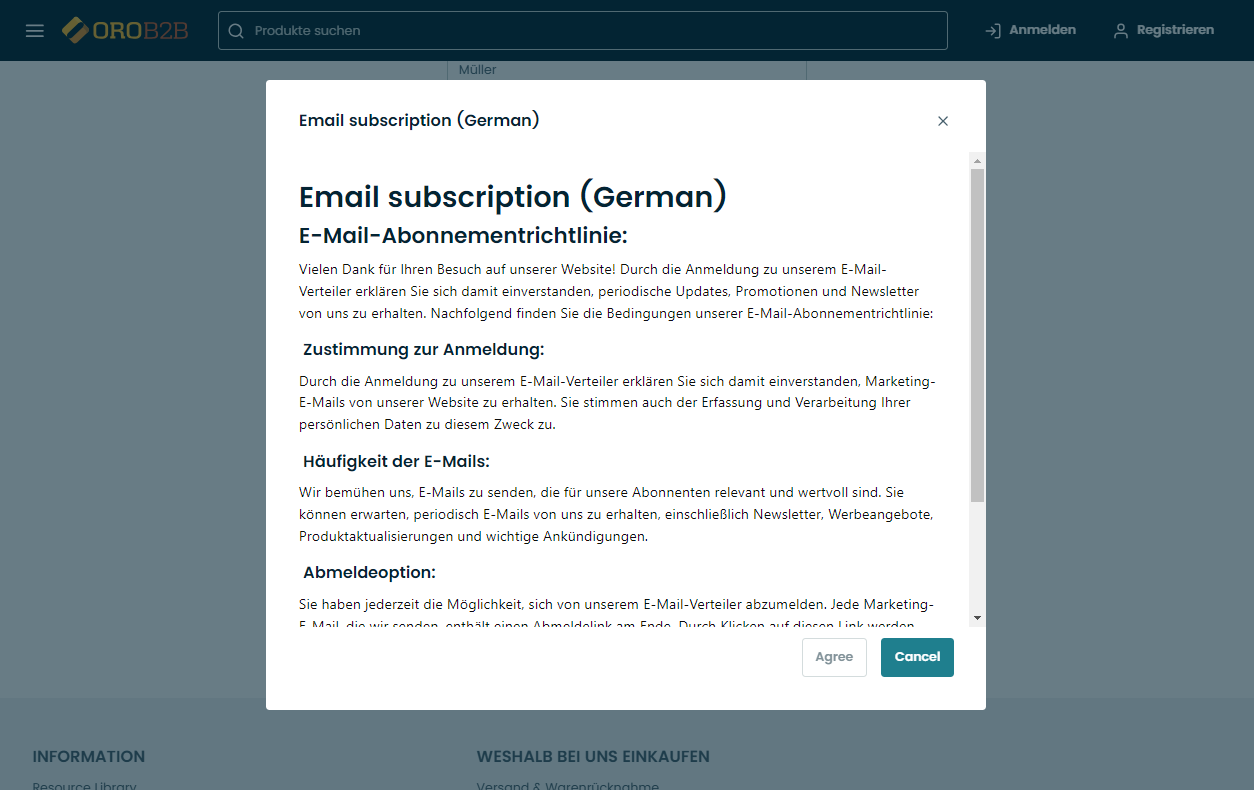 OROB2B
Produkte suchen
Anmelden
Registrieren
Müller
Email subscription (German)
Email subscription (German)
E-Mail-Abonnementrichtlinie:
Vielen Dank für Ihren Besuch auf unserer Website! Durch die Anmeldung zu unserem E-Mail-
Verteiler erklären Sie sich damit einverstanden, periodische Updates, Promotionen und Newsletter
von uns zu erhalten. Nachfolgend finden Sie die Bedingungen unserer E-Mail-Abonnementrichtlinie:
Zustimmung zur Anmeldung:
Durch die Anmeldung zu unserem E-Mail-Verteiler erklären Sie sich damit einverstanden, Marketing-
E-Mails von unserer Website zu erhalten. Sie stimmen auch der Erfassung und Verarbeitung Ihrer
persönlichen Daten zu diesem Zweck zu.
Häufigkeit der E-Mails:
Wir bemühen uns, E-Mails zu senden, die für unsere Abonnenten relevant und wertvoll sind. Sie
können erwarten, periodisch E-Mails von uns zu erhalten, einschließlich Newsletter, Werbeangebote,
Produktaktualisierungen und wichtige Ankündigungen.
Abmeldeoption:
Sie haben jederzeit die Möglichkeit, sich von unserem E-Mail-Verteiler abzumelden. Jede Marketing-
E-Mail, die wir senden, enthält einen Abmeldelink am Ende. Durch Klicken auf diesen Link werden
Agree
Cancel
INFORMATION
WESHALB BEI UNS EINKAUFEN
Resource Library
Versand & Warenrücknahme